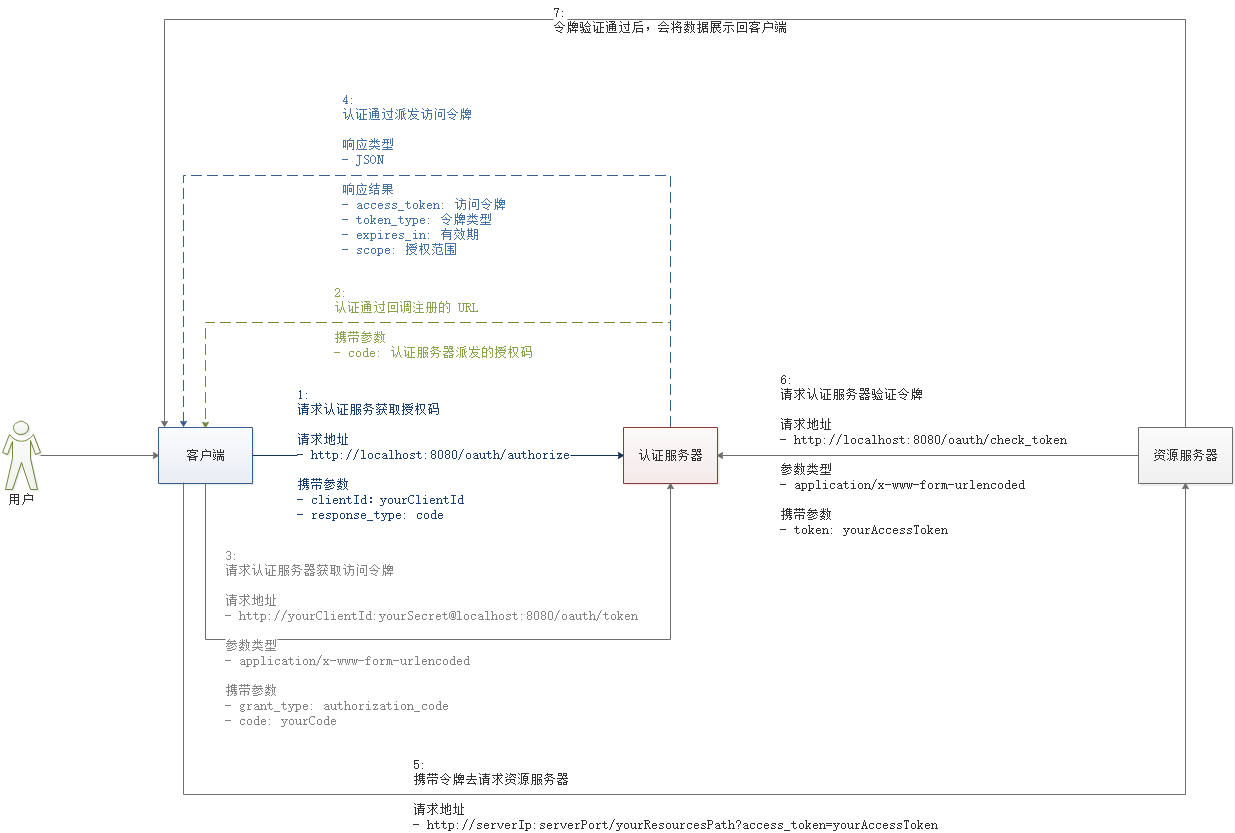 7:
令牌验证通过后，会将数据展示回客户端
4:
认证通过派发访问令牌
响应类型
- JSON
响应结果
- access_token: 访问令牌
- token_type: 令牌类型
- expires_in: 有效期
- scope: 授权范围
2:
认证通过回调注册的 URL
携带参数
- code: 认证服务器派发的授权码
1:
请求认证服务获取授权码
请求地址
- http://localhost:8080/oauth/authorize
携带参数
- clientId: yourClientId
- response_type: code
6:
请求认证服务器验证令牌
请求地址
- http://localhost:8080/oauth/check_token
参数类型
- application/x-www-form-urlencoded
携带参数
- token: yourAccessToken
用户
客户端
认证服务器
资源服务器
3:
请求认证服务器获取访问令牌
请求地址
- http://yourClientId:yourSecret@localhost:8080/oauth/token
参数类型
- application/x-www-form-urlencoded
携带参数
- grant_type: authorization_code
- code: yourCode
5:
携带令牌去请求资源服务器
请求地址
- http://serverIp:serverPort/yourResourcesPath?access_token=yourAccessToken